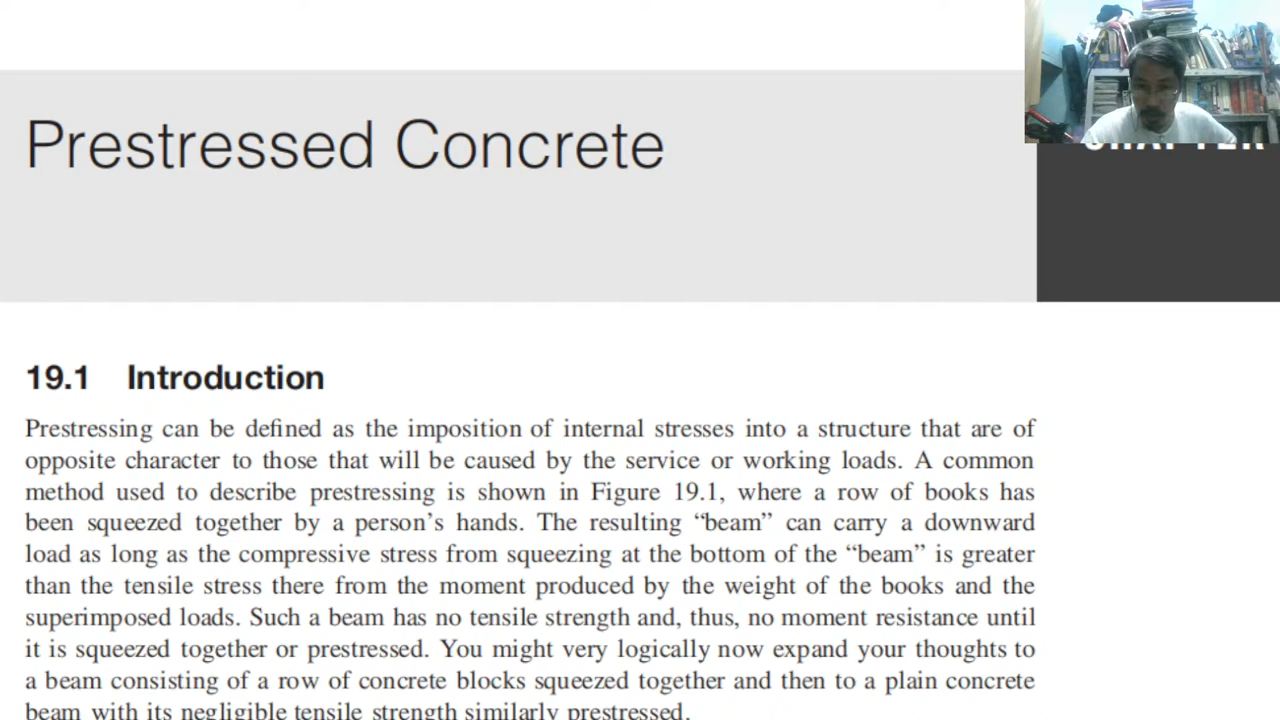 Prestressed Concrete
CHAPTER
19.1 Introduction
Prestressing can be defined as the imposition of internal stresses into a structure that are of
opposite character to those that will be caused by the service or working loads. A common
method used to describe prestressing is shown in Figure 19.1, where a row of books has
been squeezed together by a person’s hands. The resulting “beam” can carry a downward
load as long as the compressive stress from squeezing at the bottom of the “beam” is greater
than the tensile stress there from the moment produced by the weight of the books and the
superimposed loads. Such a beam has no tensile strength and, thus, no moment resistance until
it is squeezed together or prestressed. You might very logically now expand your thoughts to
a beam consisting of a row of concrete blocks squeezed together and then to a plain concrete
beam with its negligible tensile strength similarly prestressed.